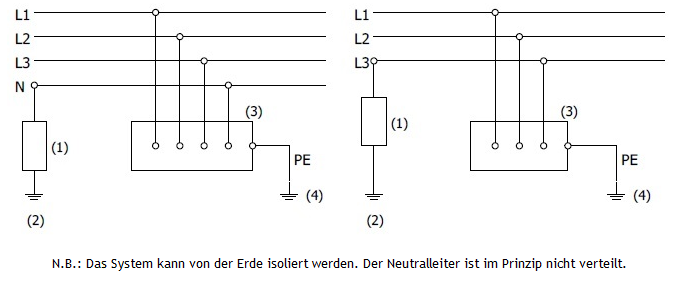 L1
L2
L3
N
(3)
(1)
PE
(4)
(2)
L1
L2
L3
(3)
(1)
PE
(4)
(2)
N.B.: Das System kann von der Erde isoliert werden. Der Neutralleiter ist im Prinzip nicht verteilt.